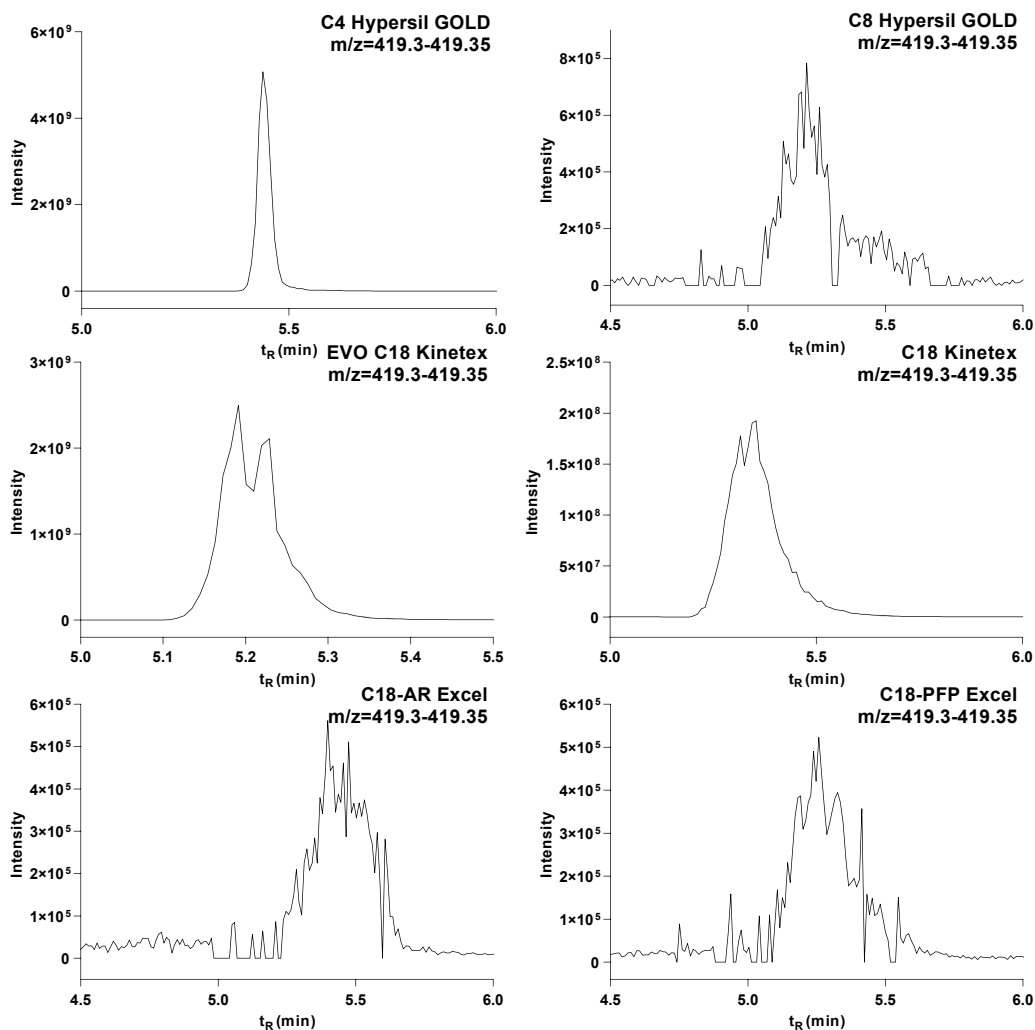 C4 Hypersil GOLD
m/z=419.3-419.35
6×10⁹
4×10⁹
2×10⁹
0
Intensity
5.0 5.5 6.0
tR (min)
C8 Hypersil GOLD
m/z=419.3-419.35
8×10⁵
6×10⁵
4×10⁵
2×10⁵
0
Intensity
4.5 5.0 5.5 6.0
tR (min)
EVO C18 Kinetex
m/z=419.3-419.35
3×10⁹
2×10⁹
1×10⁹
0
Intensity
5.0 5.1 5.2 5.3 5.4 5.5
tR (min)
C18 Kinetex
m/z=419.3-419.35
2.5×10⁸
2×10⁸
1.5×10⁸
1×10⁸
5×10⁷
0
Intensity
5.0 5.5 6.0
tR (min)
C18-AR Excel
m/z=419.3-419.35
6×10⁵
5×10⁵
4×10⁵
3×10⁵
2×10⁵
1×10⁵
0
Intensity
4.5 5.0 5.5 6.0
tR (min)
C18-PFP Excel
m/z=419.3-419.35
6×10⁵
5×10⁵
4×10⁵
3×10⁵
2×10⁵
1×10⁵
0
Intensity
4.5 5.0 5.5 6.0
tR (min)